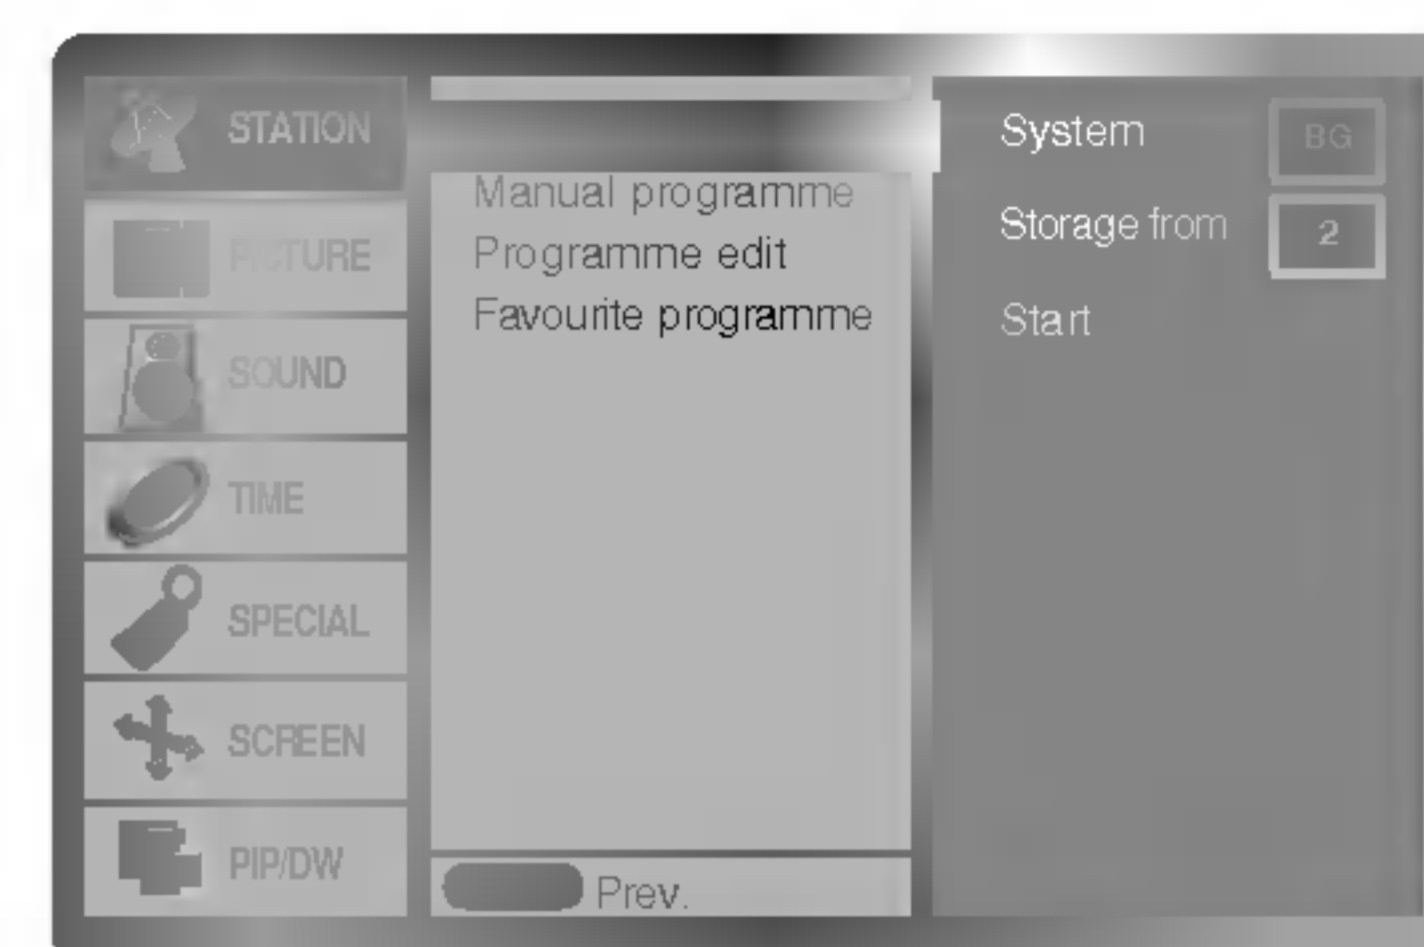 STATION
PICTURE
SOUND
TIME
SPECIAL
SCREEN
PIP/DW
Manual programme
Programme edit
Favourite programme
Prev.
System BG
Storage from 2
Start